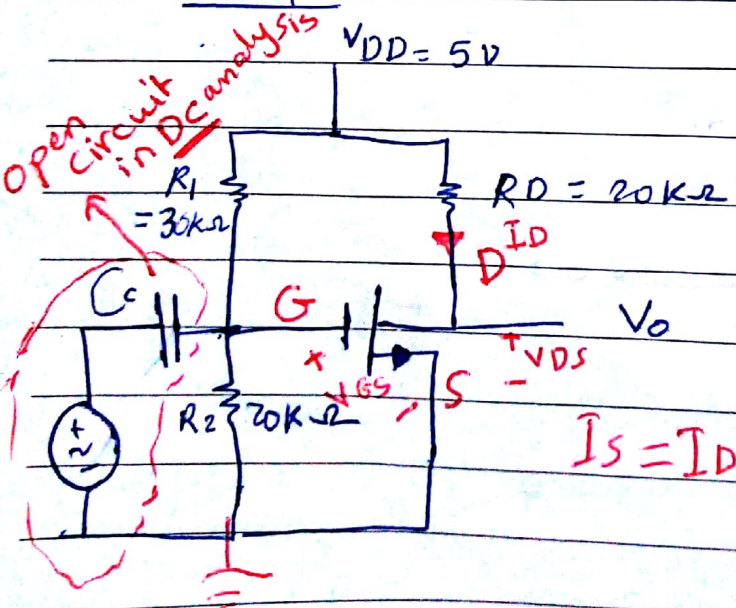 VDD = 5V
Open
circuit
in DC analysis
R1
= 30KΩ
RD = 20KΩ
ID
D
Cc
G
Vo
+
VGS
-
S
+
VDS
-
+
~
-
R2
20KΩ
IS = ID